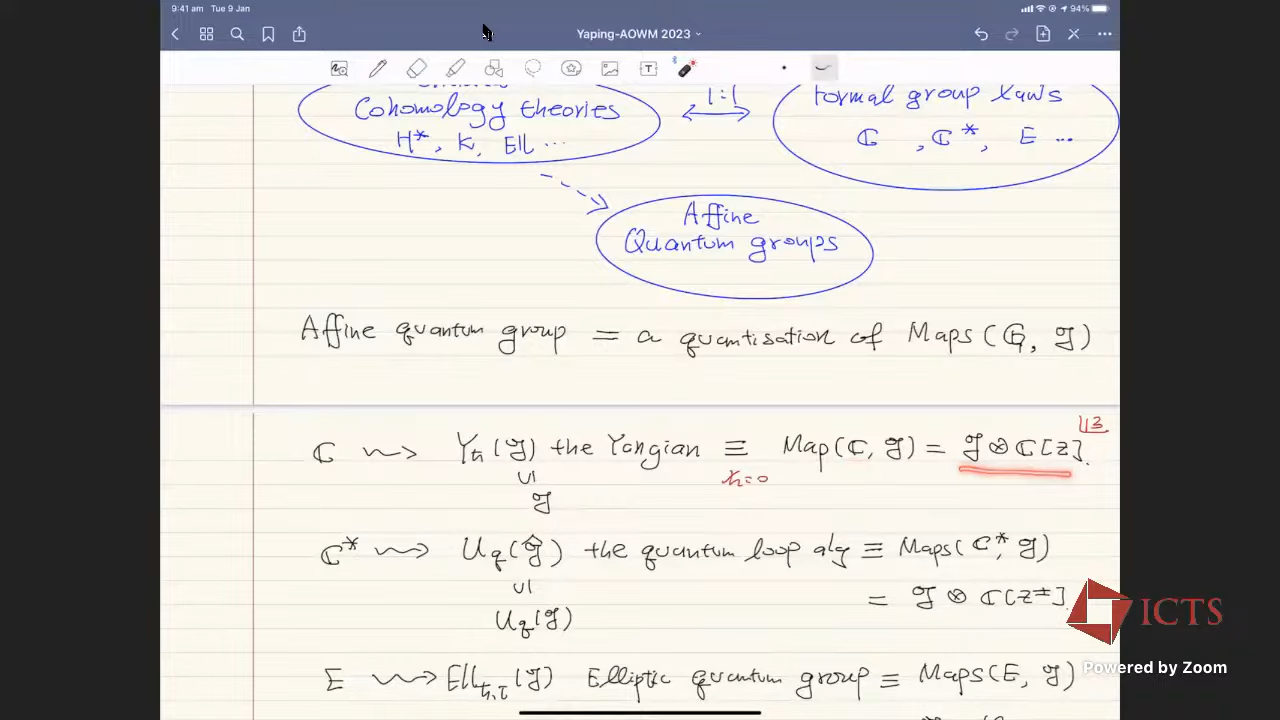 9:41 am Tue 9 Jan
94%
Yaping-AOWM 2023
Cohomology theories
H*, K, Ell ...
1:1
Formal group Laws
ℂ , ℂ*, E ...
Affine
Quantum groups
Affine quantum group = a quantisation of Maps(𝔾, 𝔤)
ℂ ⇝ Yℏ(𝔤) the Yangian ≡ Map(ℂ, 𝔤) = 𝔤 ⊗ ℂ[z].
∪I
ℏ=0
𝔤
ℂ* ⇝ Uq(ĝ) the quantum loop alg ≡ Maps(ℂ*, 𝔤)
∪I
= 𝔤 ⊗ ℂ[z±].
Uq(𝔤)
E ⇝ Ellℏ,τ(𝔤) Elliptic quantum group ≡ Maps(E, 𝔤)
ICTS
Powered by Zoom